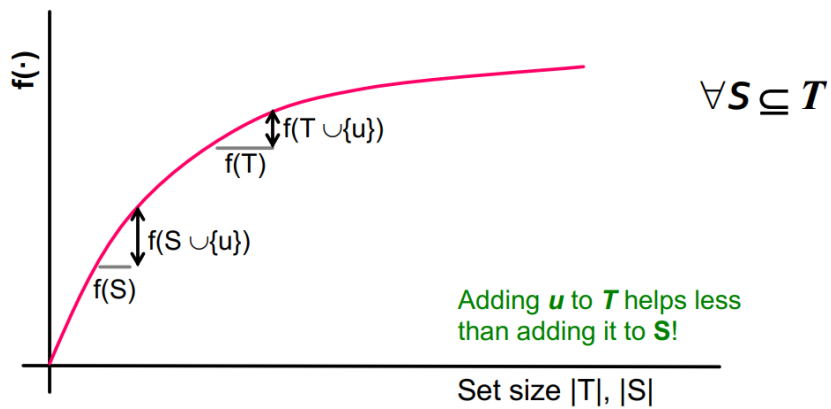 f(·)
∀S ⊆ T
f(T ∪{u})
f(T)
f(S ∪{u})
f(S)
Adding u to T helps less
than adding it to S!
Set size |T|, |S|